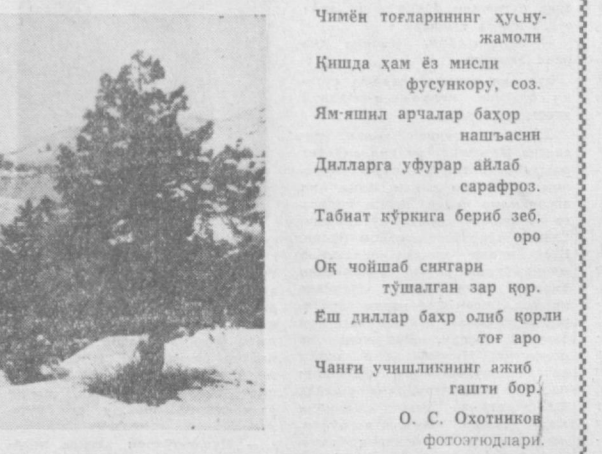 Чимён тоғларининг ҳусну-
жамоли
Қишда ҳам ёз мисли
фусункору, соз.
Ям-яшил арчалар баҳор
нашъасини
Дилларга уфурар айлаб
сарафроз.
Табиат кўркига бериб зеб,
оро
Оқ чойшаб сингари
тўшалган зар қор.
Ёш диллар баҳр олиб қорли
тоғ аро
Чанғи учишликнинг ажиб
гашти бор.
О. С. Охотников
фотоэтюдлари.